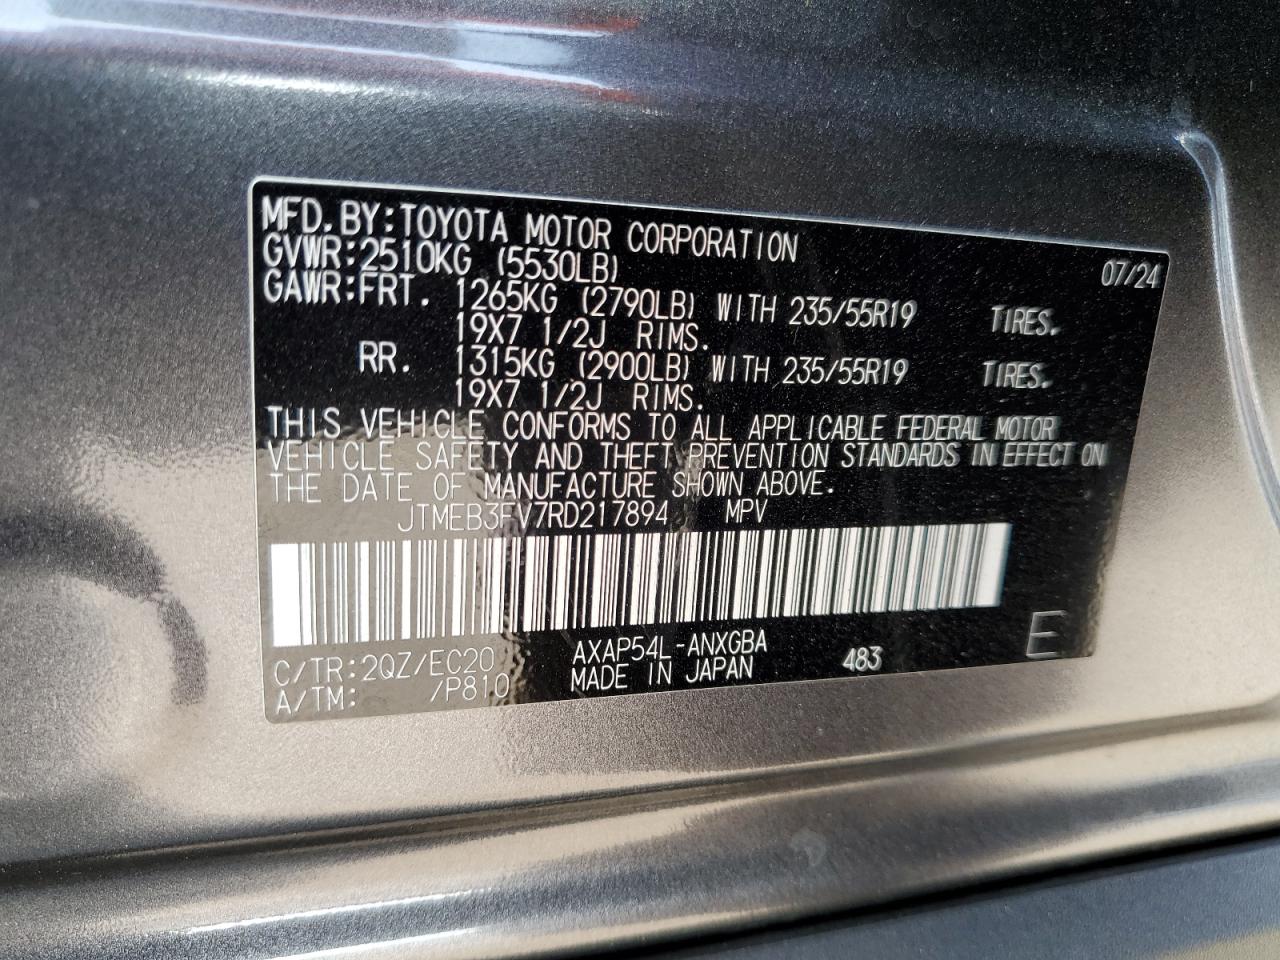 MFD.BY:TOYOTA MOTOR CORPORATION 07/24
GVWR:2510KG (5530LB)
GAWR:FRT. 1265KG (2790LB) WITH 235/55R19 TIRES.
19X7 1/2J RIMS.
RR. 1315KG (2900LB) WITH 235/55R19 TIRES.
19X7 1/2J RIMS.
THIS VEHICLE CONFORMS TO ALL APPLICABLE FEDERAL MOTOR
VEHICLE SAFETY AND THEFT PREVENTION STANDARDS IN EFFECT ON
THE DATE OF MANUFACTURE SHOWN ABOVE.
JTMEB3FV7RD217894 MPV
C/TR:2QZ/EC20 AXAP54L-ANXGBA 483 E
A/TM: /P810 MADE IN JAPAN